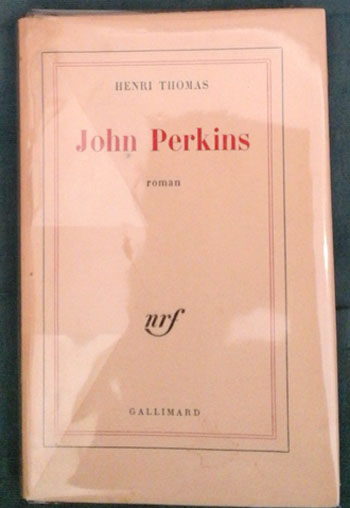 HENRI THOMAS
John Perkins
roman
nrf
GALLIMARD